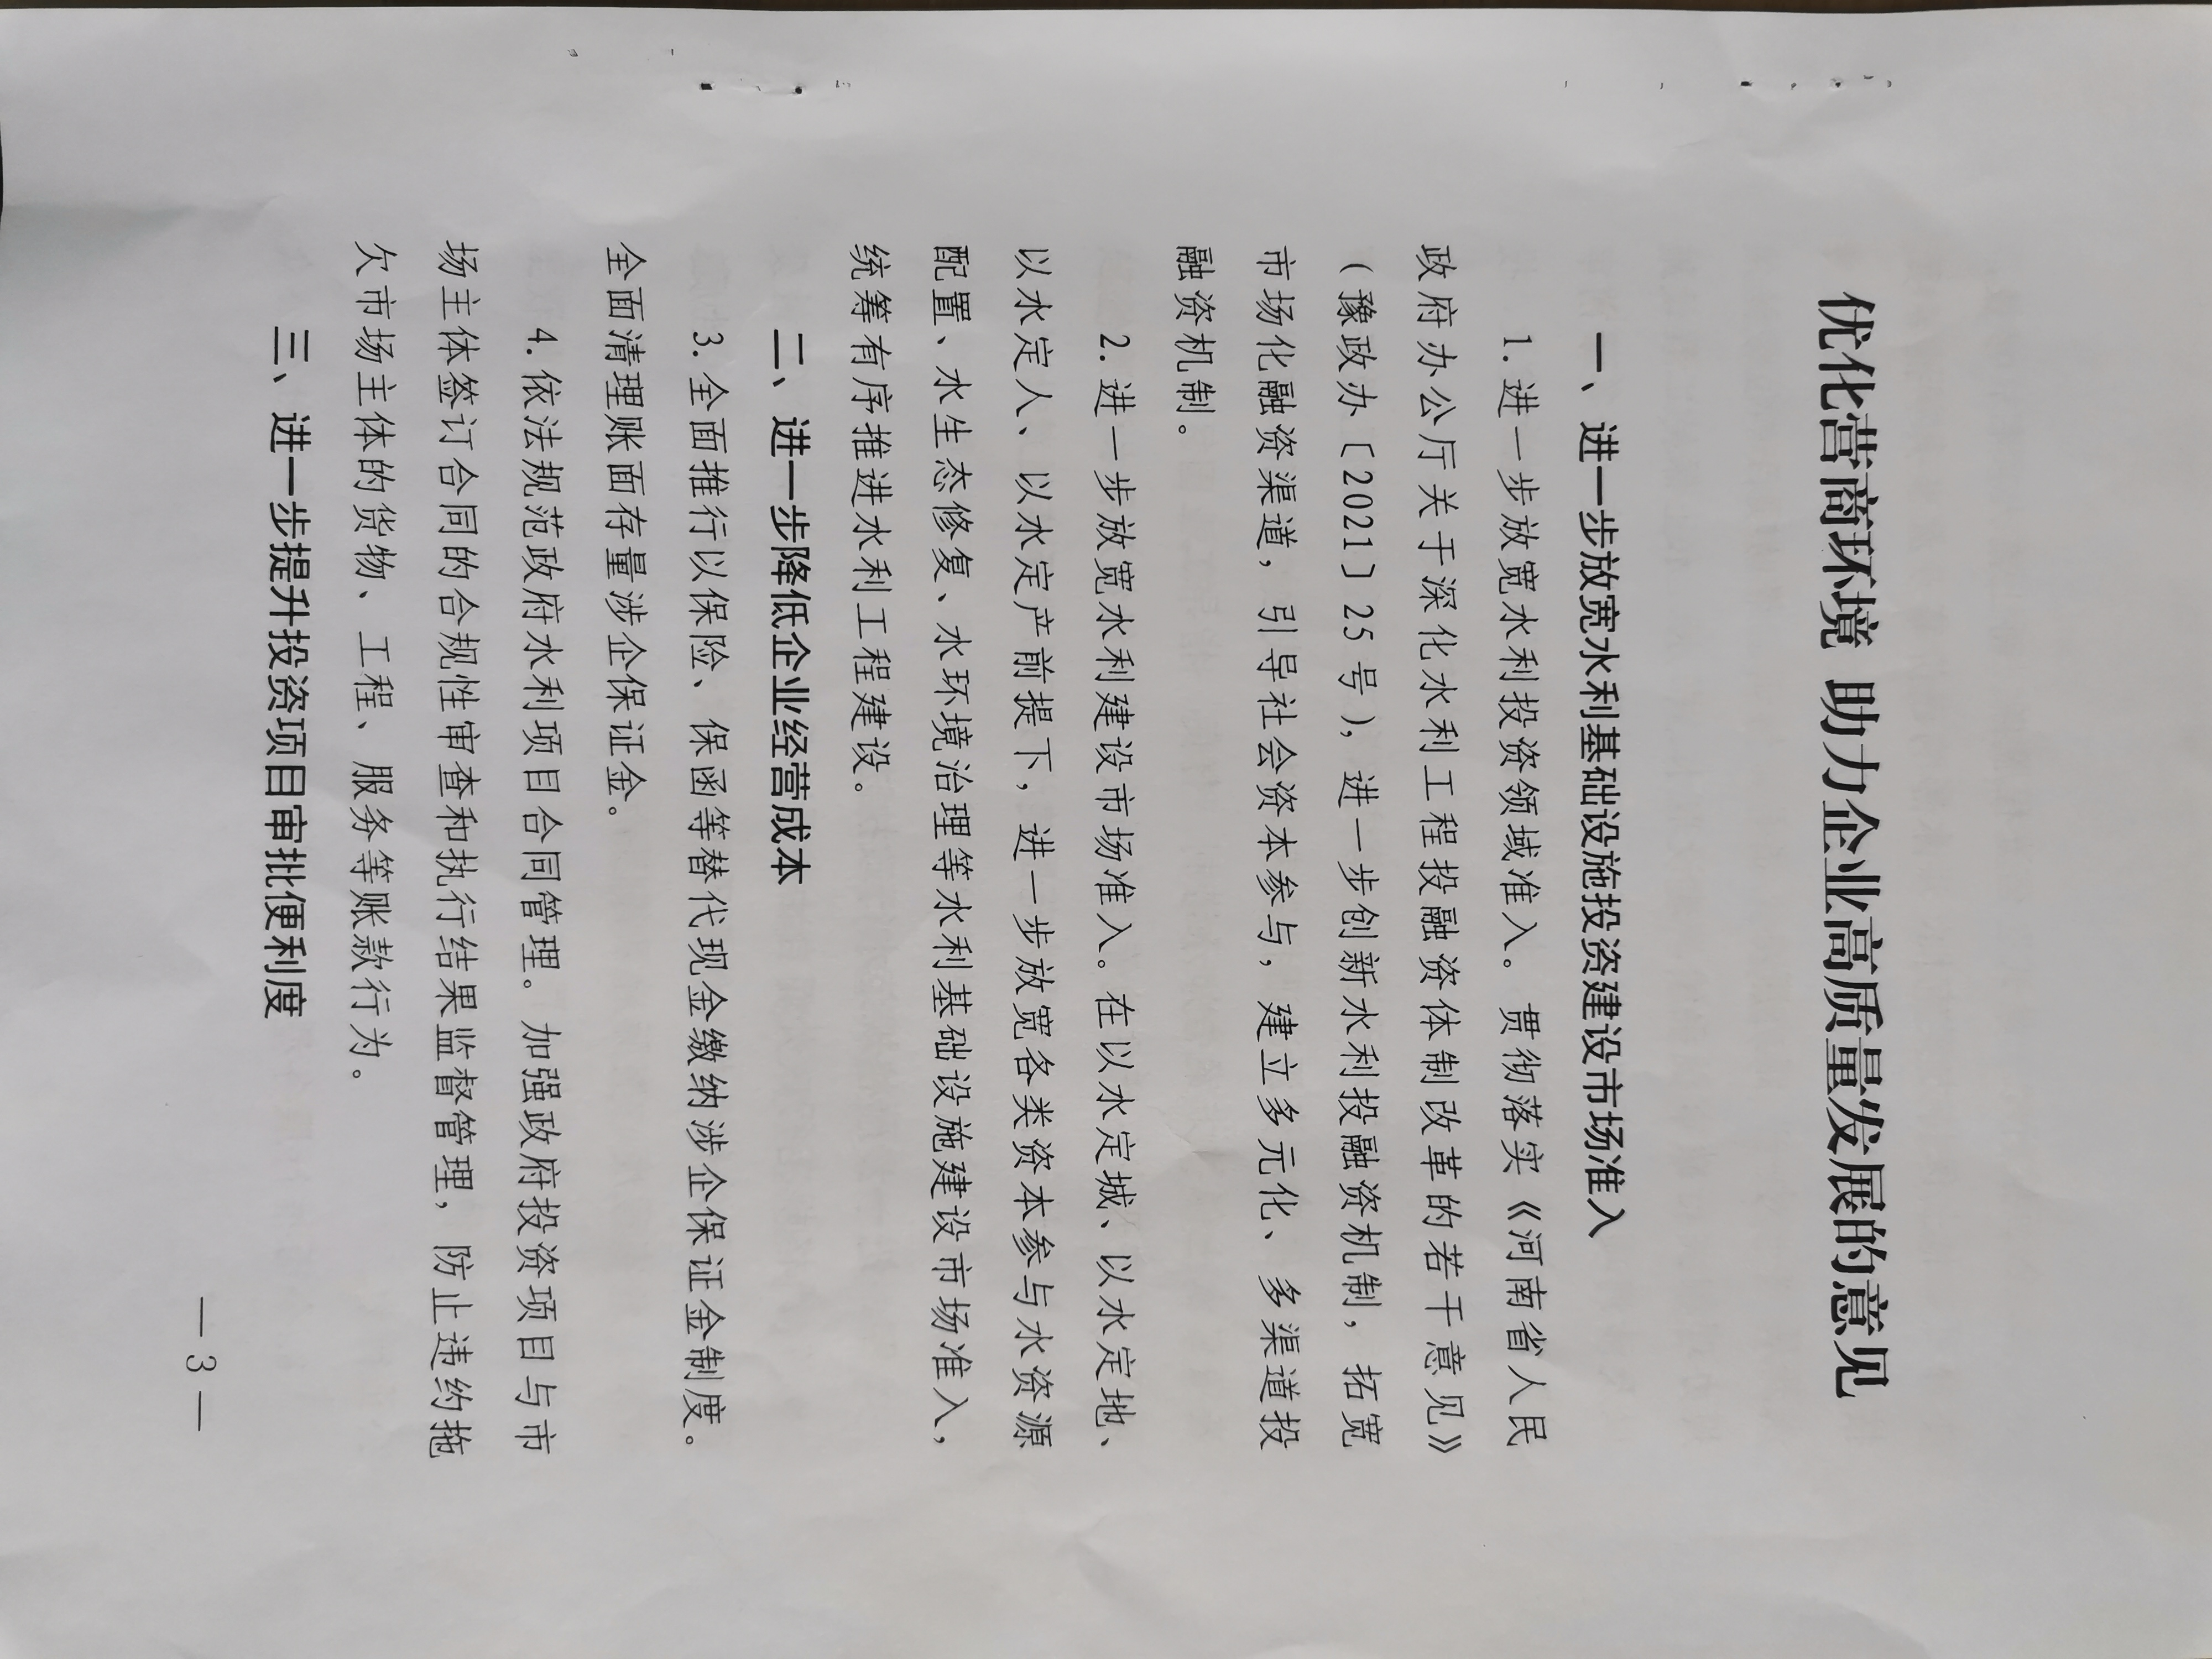 优化营商环境 助力企业高质量发展的意见
一、进一步放宽水利基础设施投资建设市场准入
1. 进一步放宽水利投资领域准入。贯彻落实《河南省人民
政府办公厅关于深化水利工程投融资体制改革的若干意见》
（豫政办〔2021〕25 号），进一步创新水利投融资机制，拓宽
市场化融资渠道，引导社会资本参与，建立多元化、多渠道投
融资机制。
2. 进一步放宽水利建设市场准入。在以水定城、以水定地、
以水定人、以水定产前提下，进一步放宽各类资本参与水资源
配置、水生态修复、水环境治理等水利基础设施建设市场准入，
统筹有序推进水利工程建设。
二、进一步降低企业经营成本
3. 全面推行以保险、保函等替代现金缴纳涉企保证金制度。
全面清理账面存量涉企保证金。
4. 依法规范政府水利项目合同管理。加强政府投资项目与市
场主体签订合同的合规性审查和执行结果监督管理，防止违约拖
欠市场主体的货物、工程、服务等账款行为。
三、进一步提升投资项目审批便利度
— 3 —